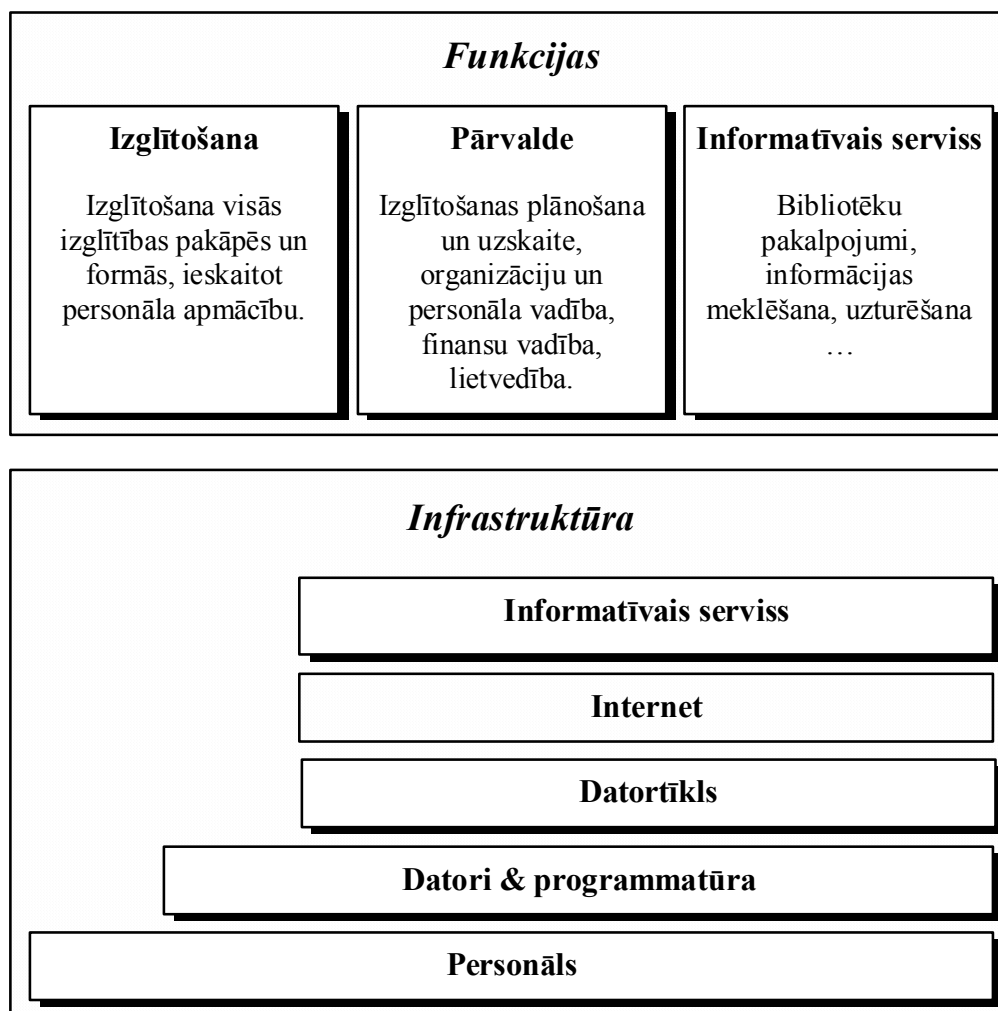 Funkcijas
Izglītošana
Izglītošana visās
izglītības pakāpēs un
formās, ieskaitot
personāla apmācību.
Pārvalde
Izglītošanas plānošana
un uzskaite,
organizāciju un
personāla vadība,
finansu vadība,
lietvedība.
Informatīvais serviss
Bibliotēku
pakalpojumi,
informācijas
meklēšana, uzturēšana
…
Infrastruktūra
Informatīvais serviss
Internet
Datortīkls
Datori & programmatūra
Personāls